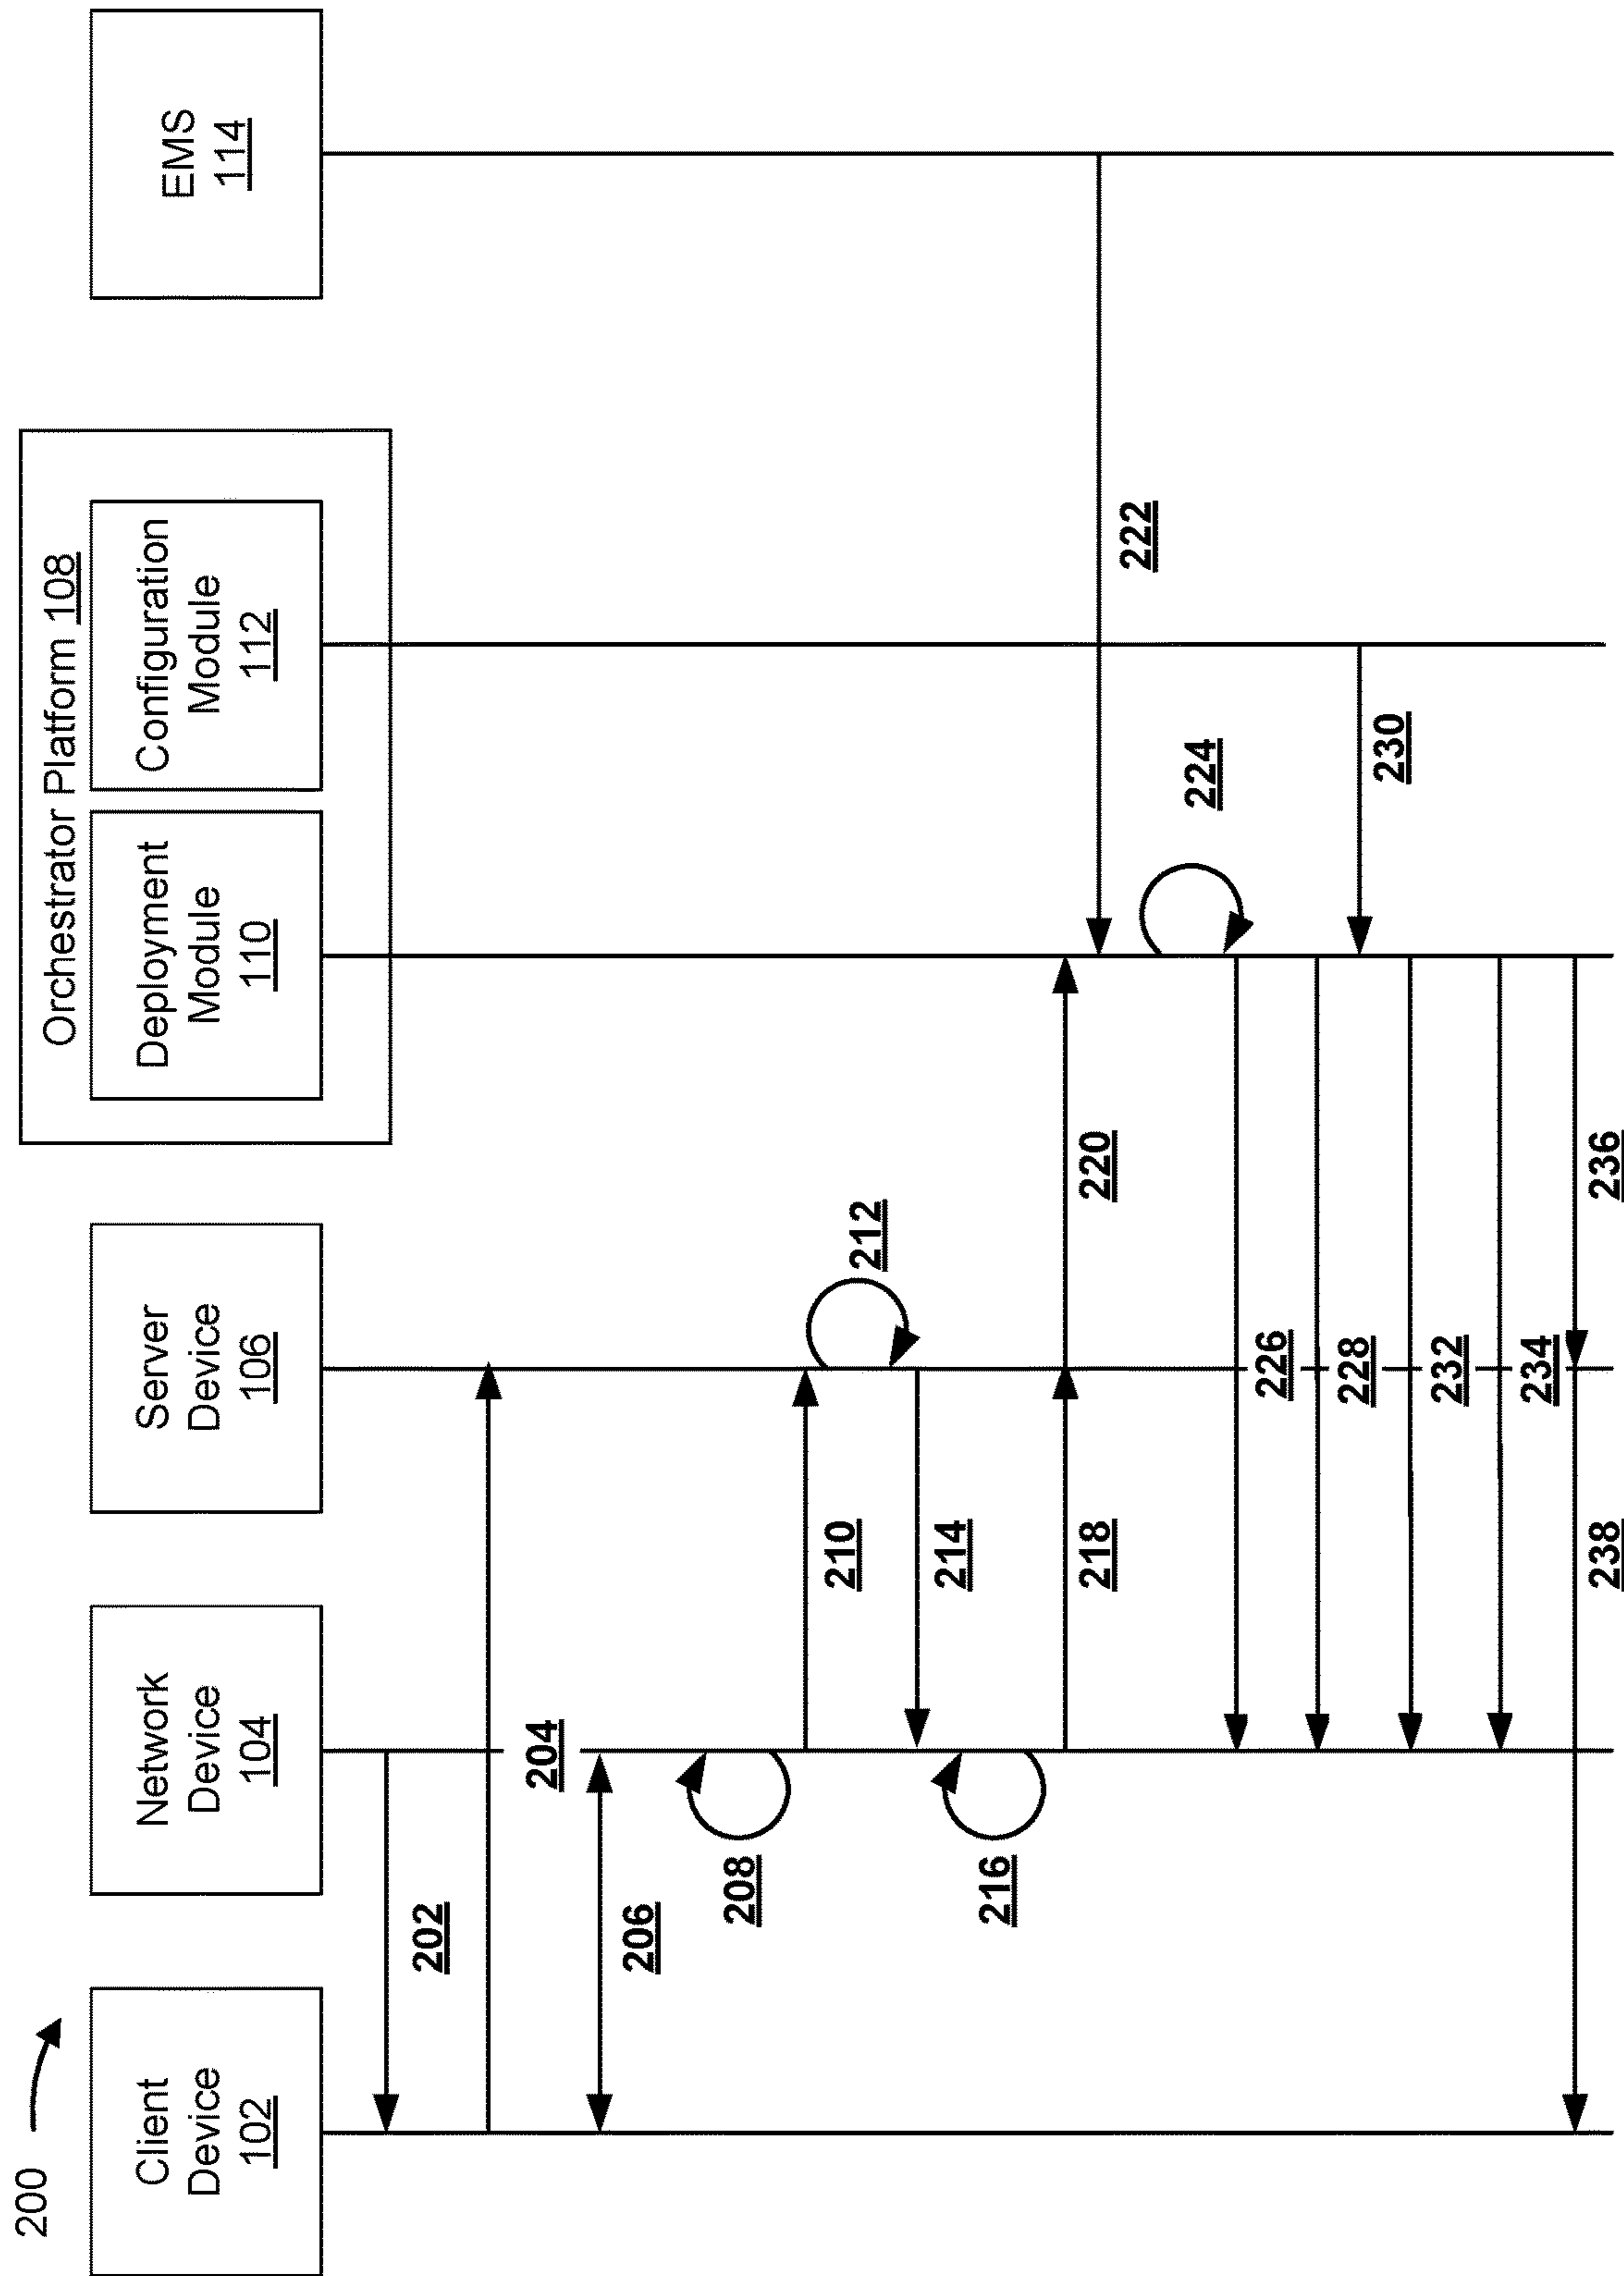 200
Client
Device
102
Network
Device
104
Server
Device
106
Orchestrator Platform 108
Deployment
Module
110
Configuration
Module
112
EMS
114
202
204
206
208
210
212
214
216
218
220
222
224
226
228
230
232
234
236
238